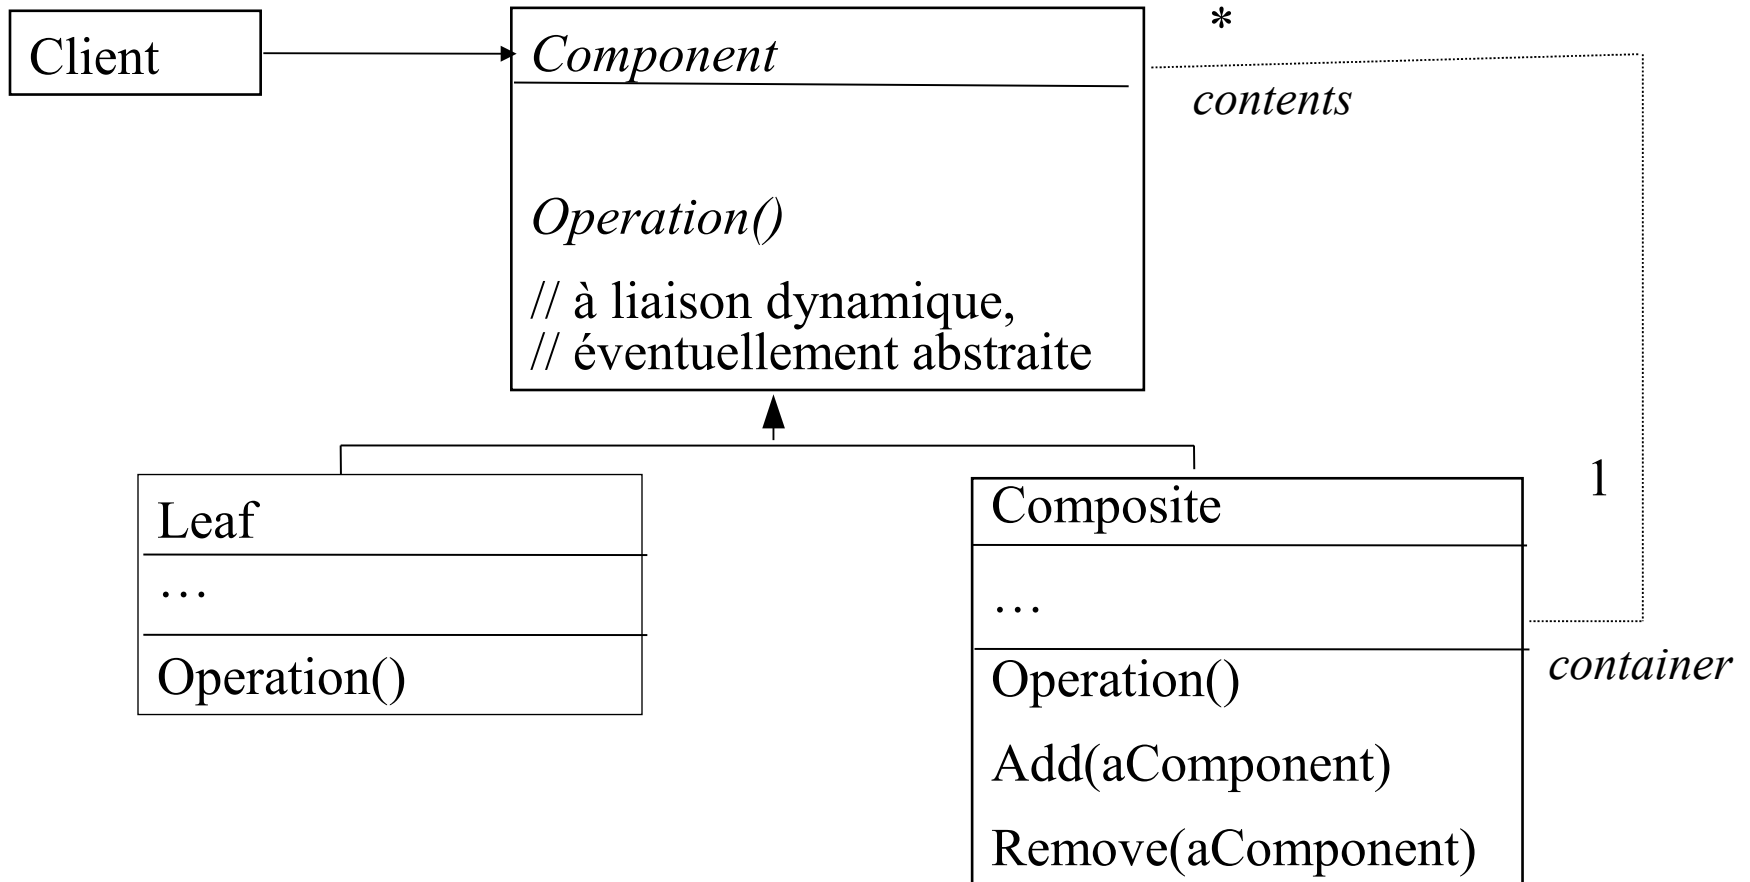 Client
Component
*
contents
Operation()
// à liaison dynamique,
// éventuellement abstraite
1
Leaf
…
Operation()
Composite
…
container
Operation()
Add(aComponent)
Remove(aComponent)